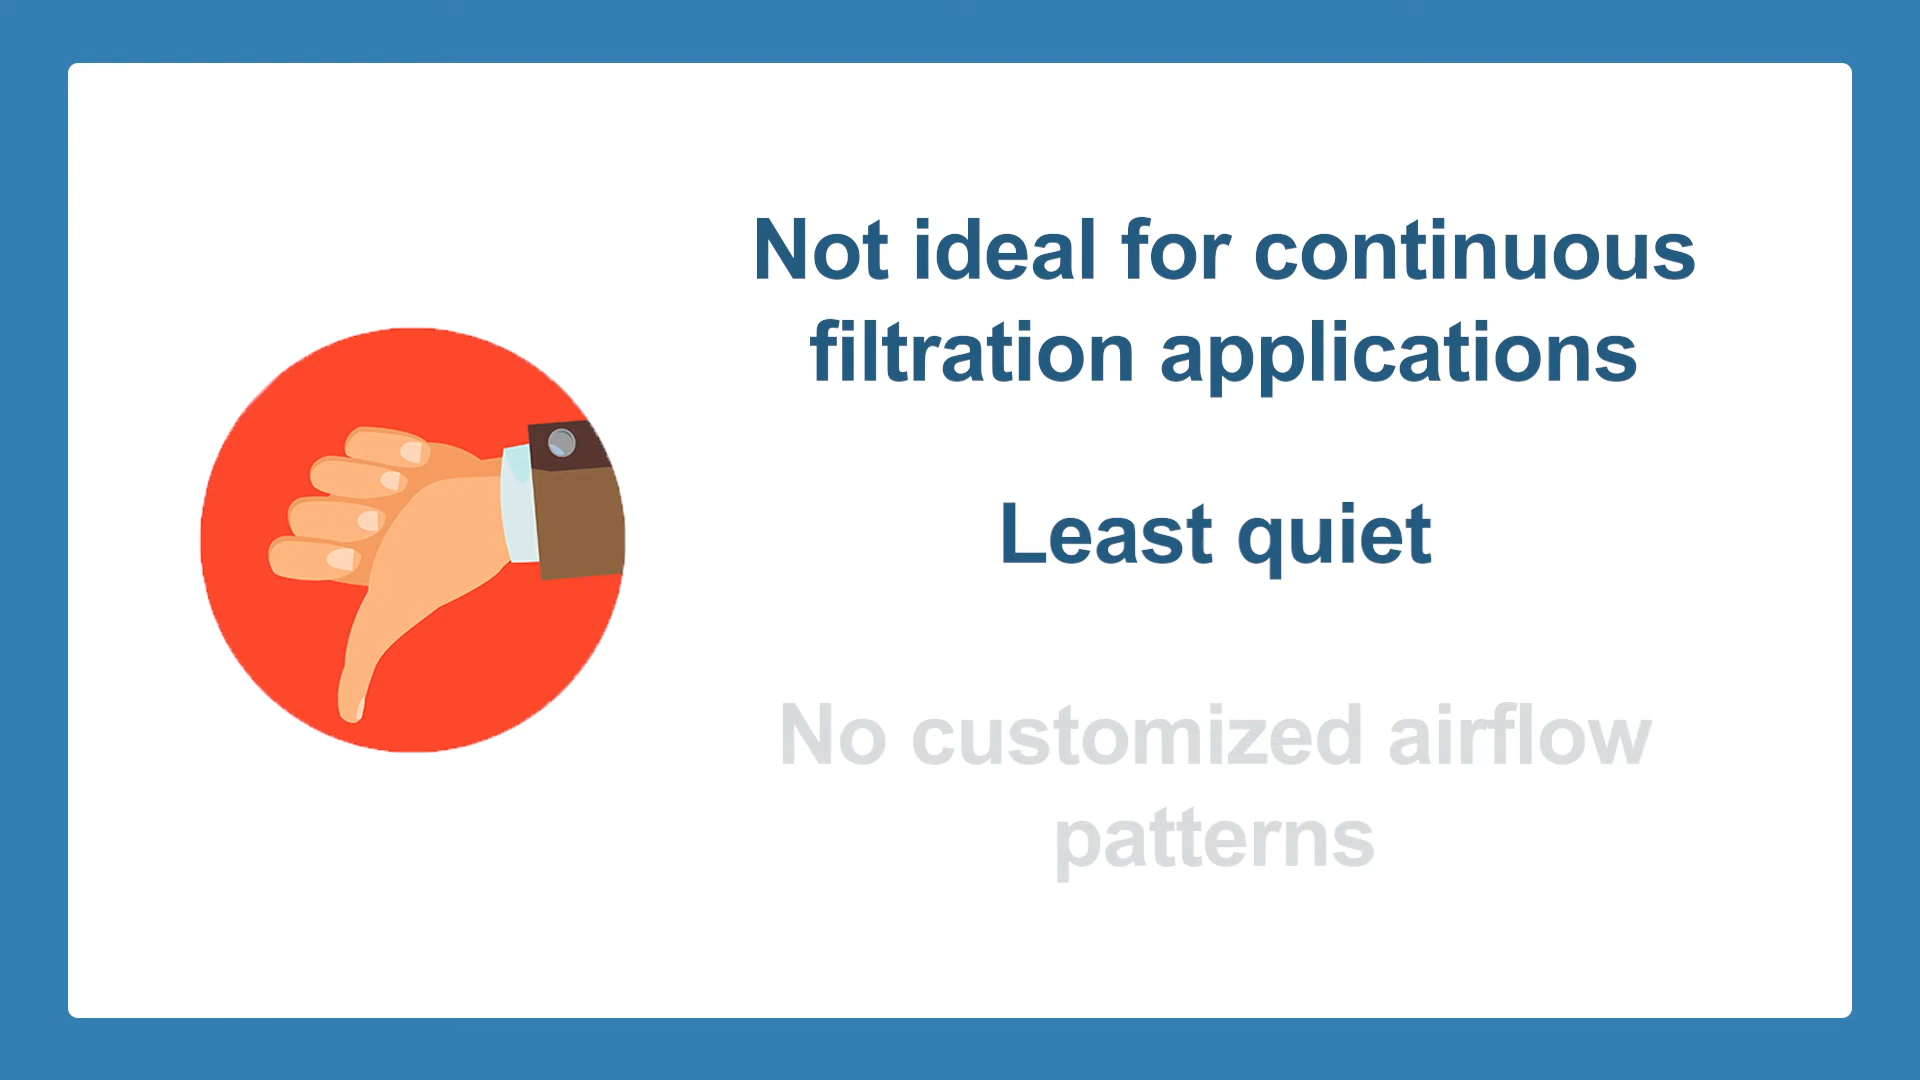 Not ideal for continuous
filtration applications
Least quiet
No customized airflow
patterns